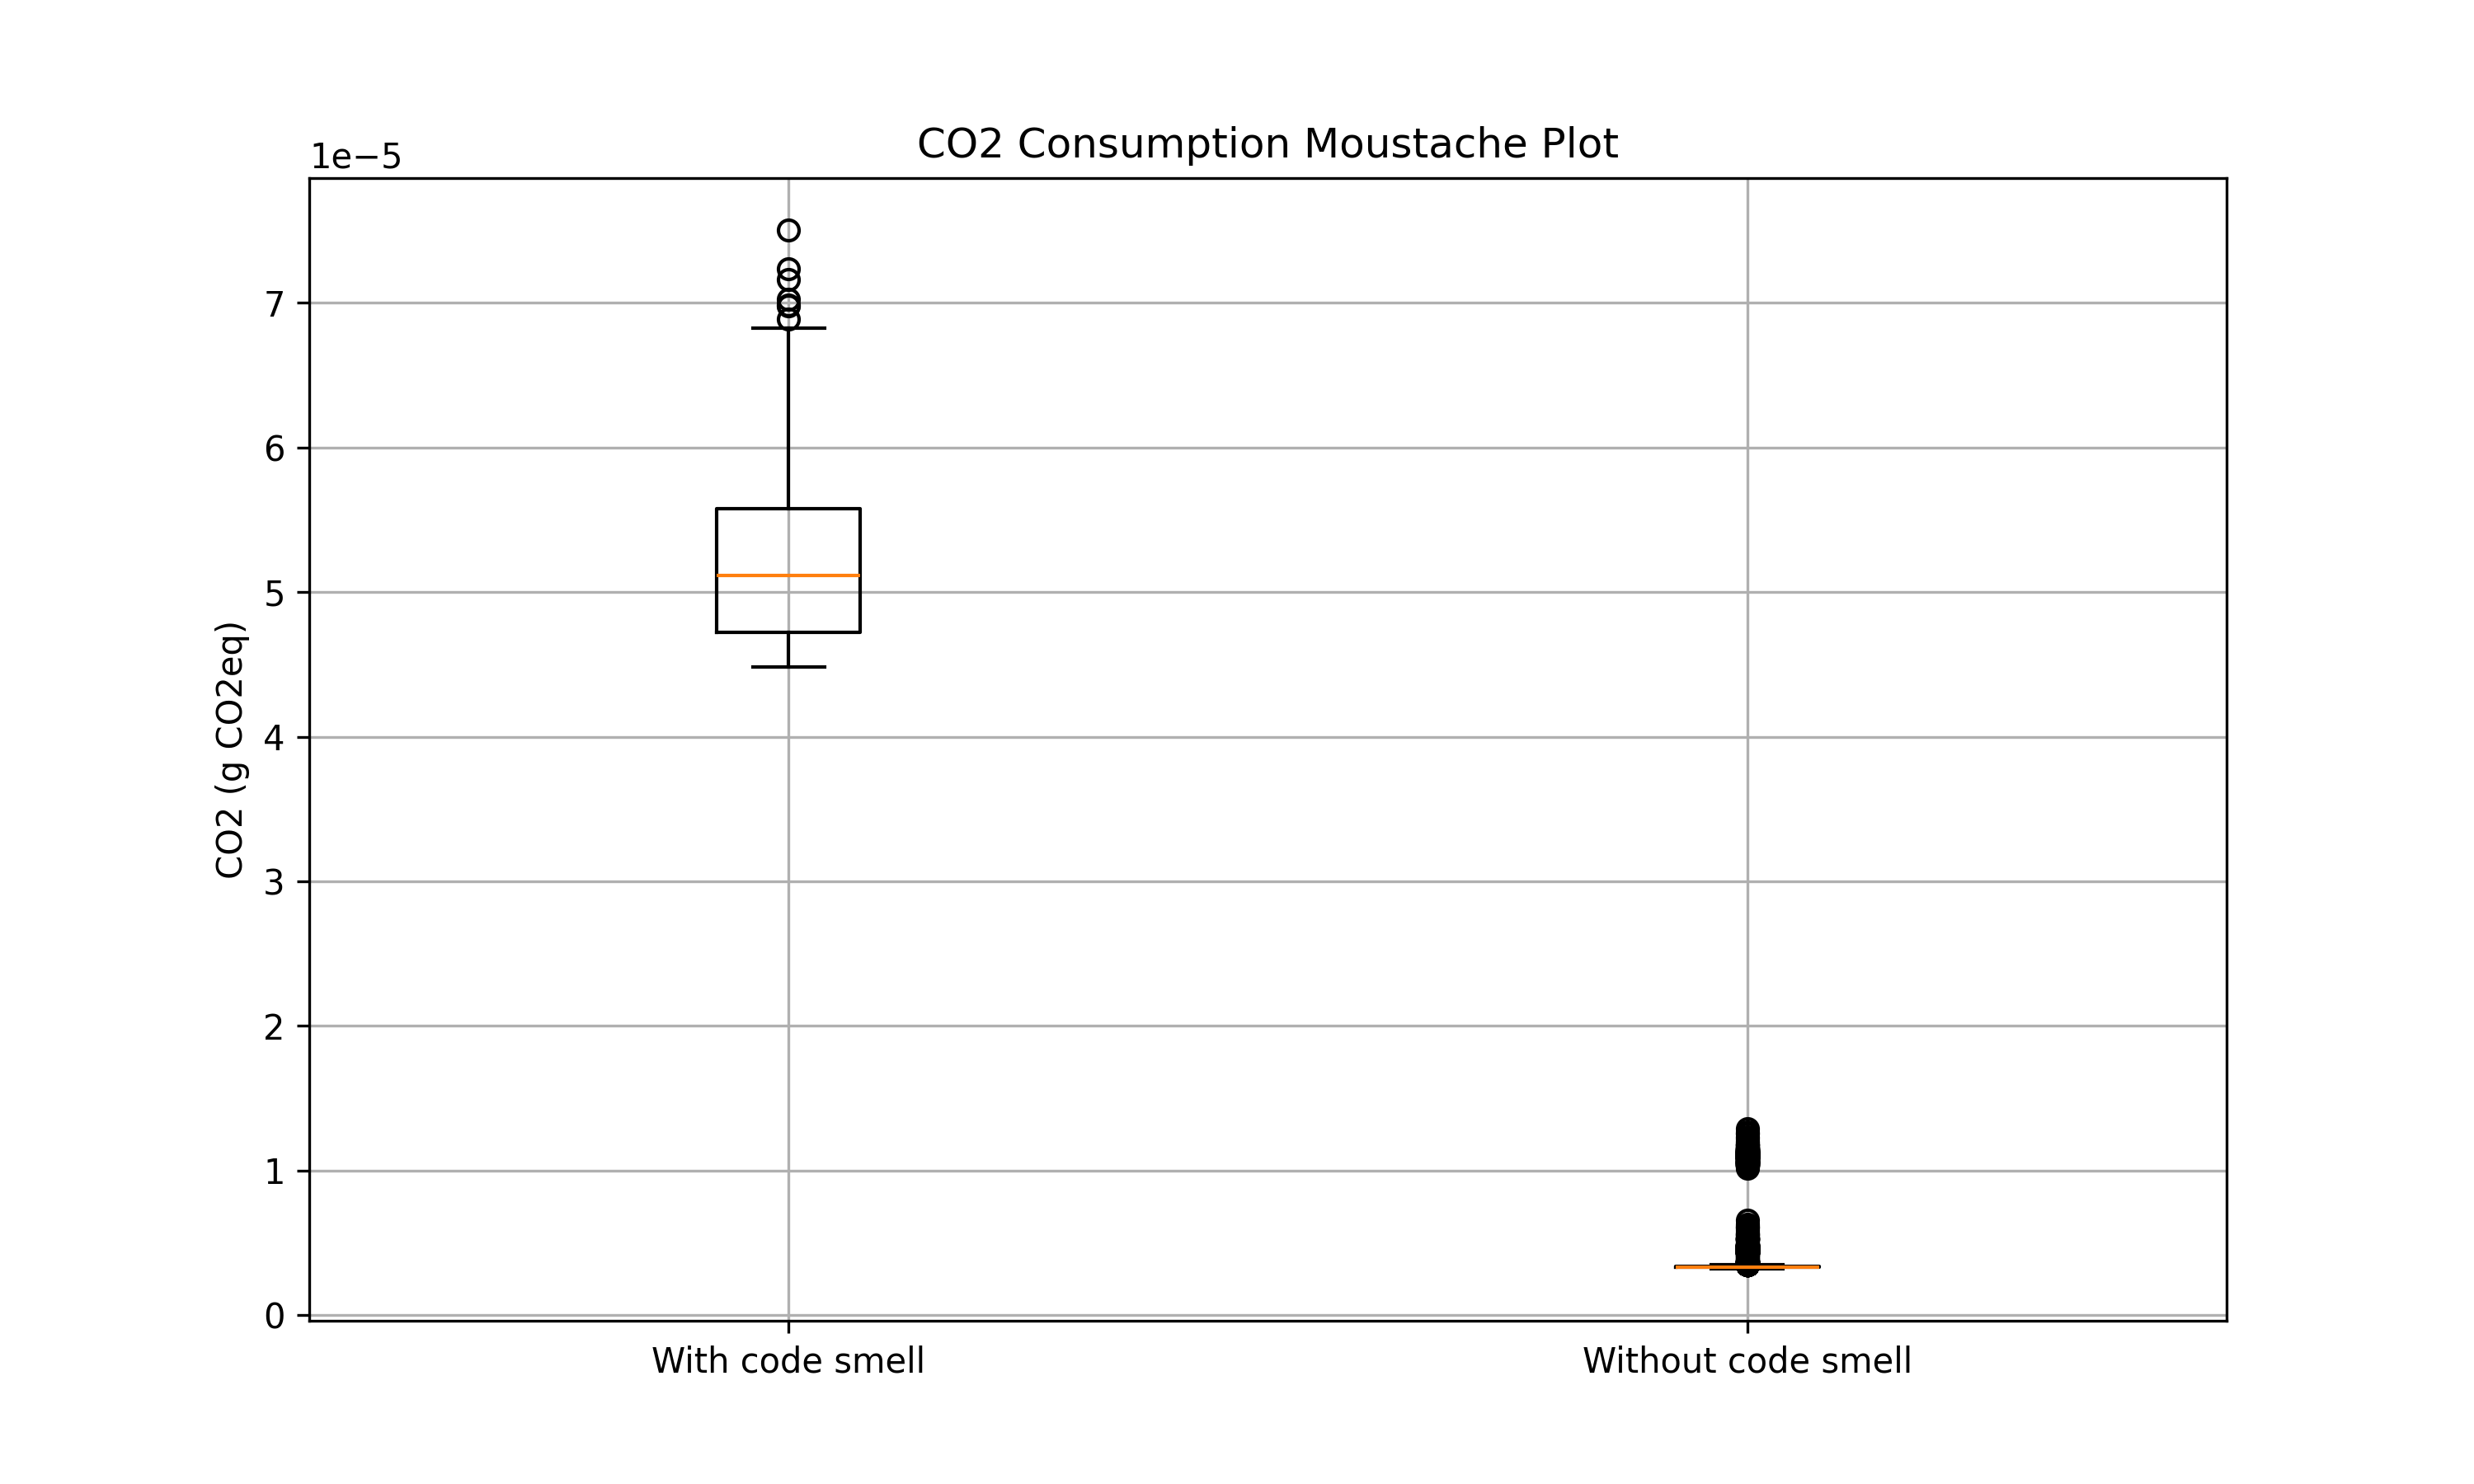 CO2 Consumption Moustache Plot
1e−5
CO2 (g CO2eq)
7
6
5
4
3
2
1
0
With code smell
Without code smell